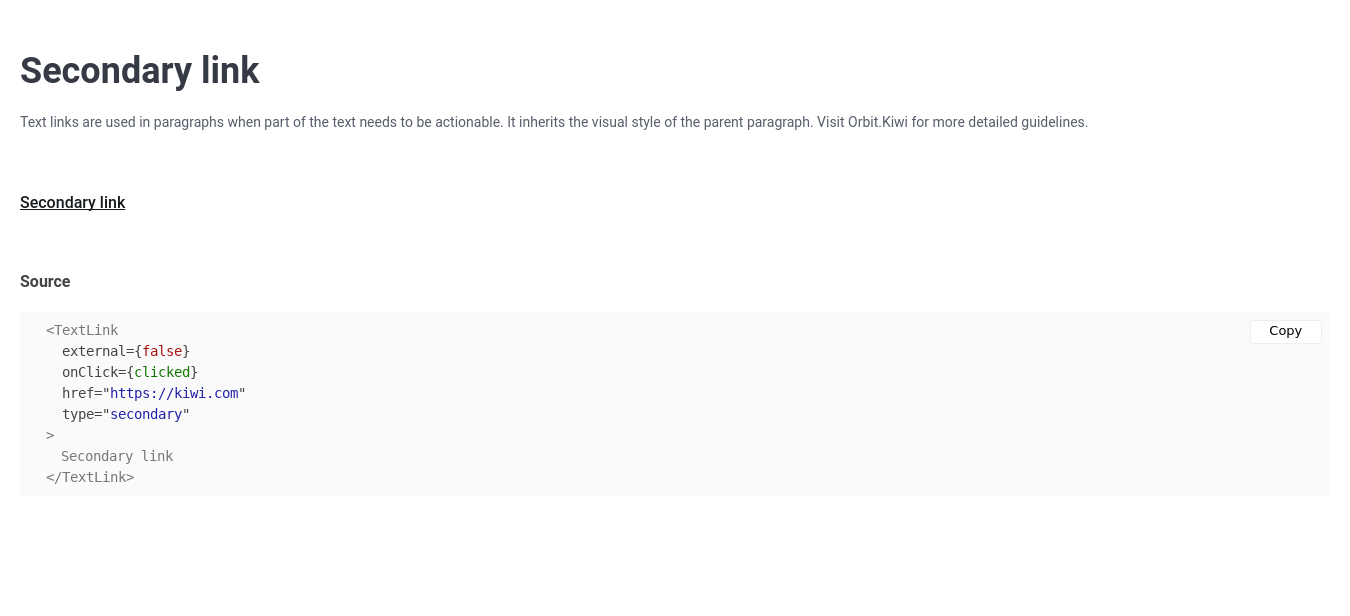 Secondary link
Text links are used in paragraphs when part of the text needs to be actionable. It inherits the visual style of the parent paragraph. Visit Orbit.Kiwi for more detailed guidelines.
Secondary link
Source
Copy
<TextLink
  external={false}
  onClick={clicked}
  href="https://kiwi.com"
  type="secondary"
>
  Secondary link
</TextLink>